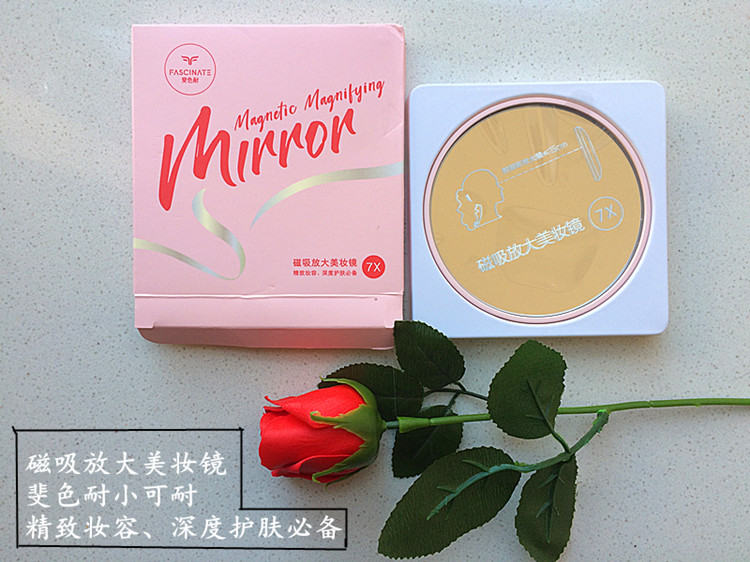 FASCINATE
斐色耐
Magnetic Magnifying
Mirror
磁吸放大美妆镜
精致妆容、深度护肤必备
7X
7X
磁吸放大美妆镜
磁吸放大美妆镜
斐色耐小可耐
精致妆容、深度护肤必备